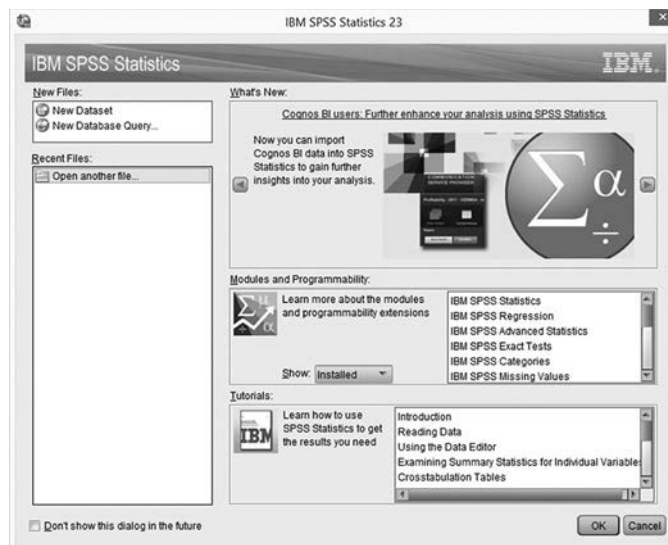 IBM SPSS Statistics 23
IBM SPSS Statistics
IBM
New Files:
New Dataset
New Database Query...
Recent Files:
Open another file...
What's New:
Cognos BI users: Further enhance your analysis using SPSS Statistics
Now you can import
Cognos BI data into SPSS
Statistics to gain further
insights into your analysis.
COMMUNICATION
SERVICE PROVIDER
Σ α ÷
Modules and Programmability:
Learn more about the modules
and programmability extensions
Show: Installed
IBM SPSS Statistics
IBM SPSS Regression
IBM SPSS Advanced Statistics
IBM SPSS Exact Tests
IBM SPSS Categories
IBM SPSS Missing Values
Tutorials:
IBM
Learn how to use
SPSS Statistics to get
the results you need
Introduction
Reading Data
Using the Data Editor
Examining Summary Statistics for Individual Variables
Crosstabulation Tables
Don't show this dialog in the future
OK
Cancel